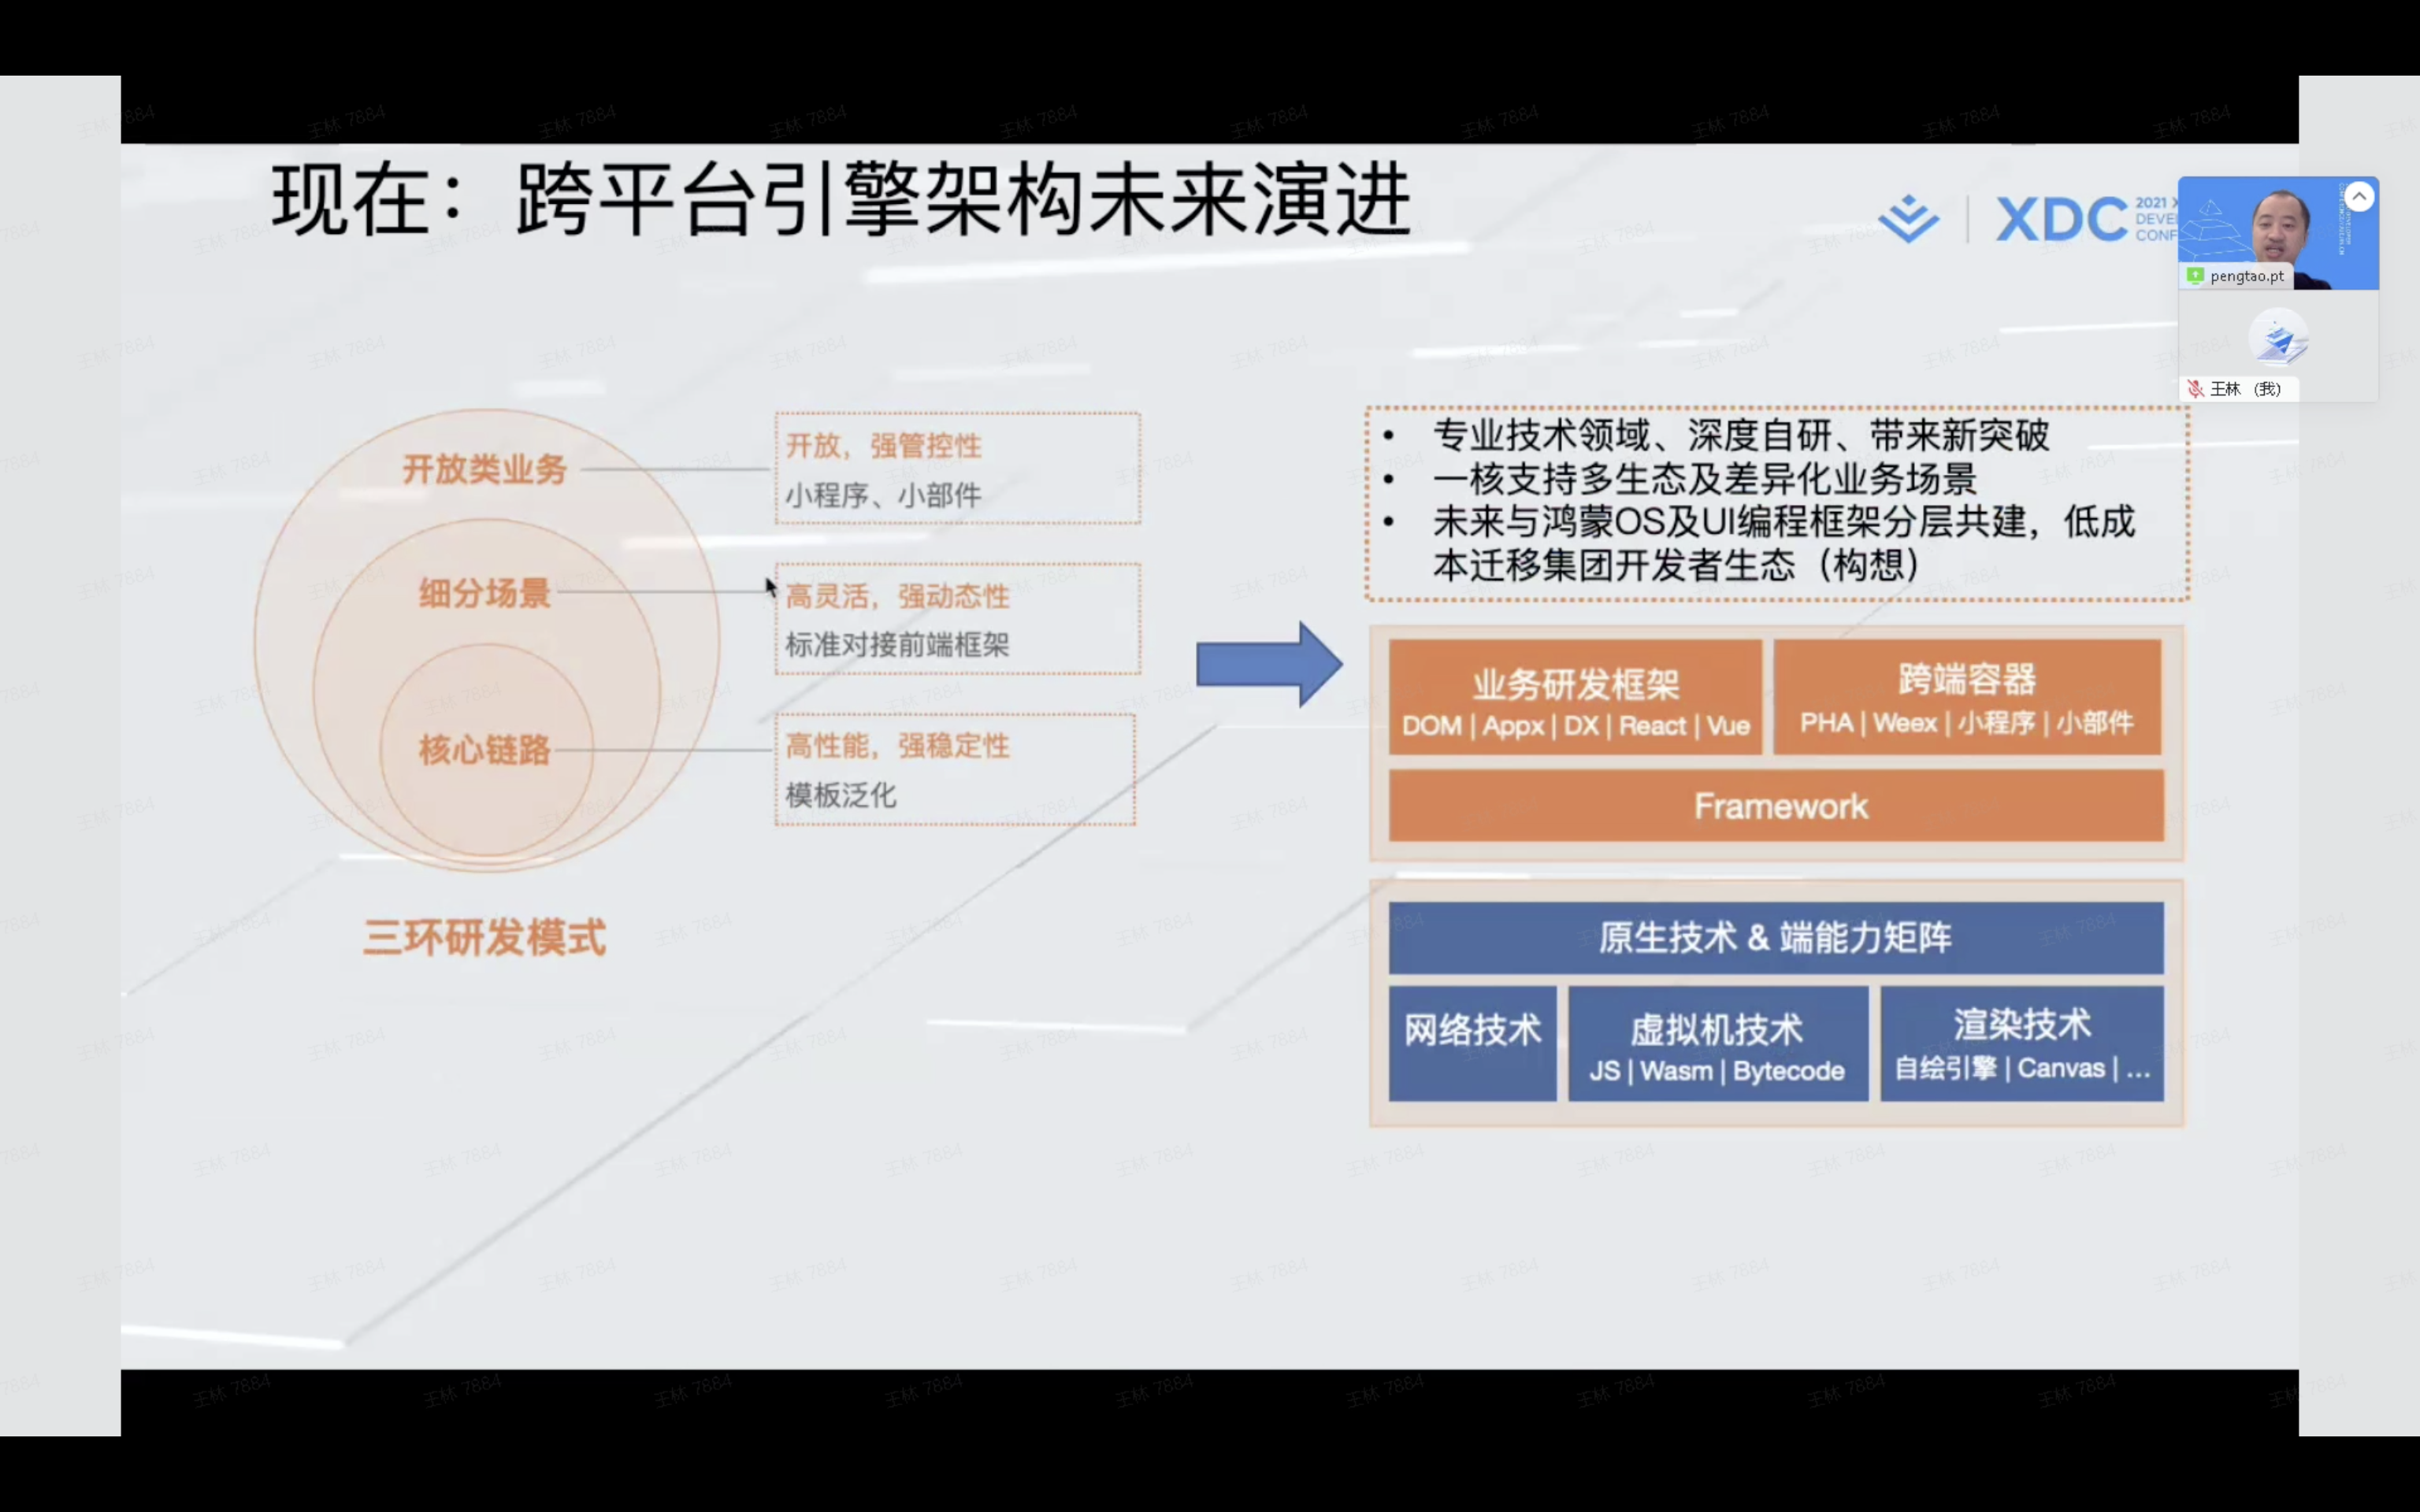 现在：跨平台引擎架构未来演进
XDC
2021 X
DEVE
CONF
pengtao.pt
王林 （我）
开放类业务
开放，强管控性
小程序、小部件
细分场景
高灵活，强动态性
标准对接前端框架
核心链路
高性能，强稳定性
模板泛化
三环研发模式
• 专业技术领域、深度自研、带来新突破
• 一核支持多生态及差异化业务场景
• 未来与鸿蒙OS及UI编程框架分层共建，低成
本迁移集团开发者生态（构想）
业务研发框架
DOM | Appx | DX | React | Vue
跨端容器
PHA | Weex | 小程序 | 小部件
Framework
原生技术 & 端能力矩阵
网络技术
虚拟机技术
JS | Wasm | Bytecode
渲染技术
自绘引擎 | Canvas | ...
王林 7884